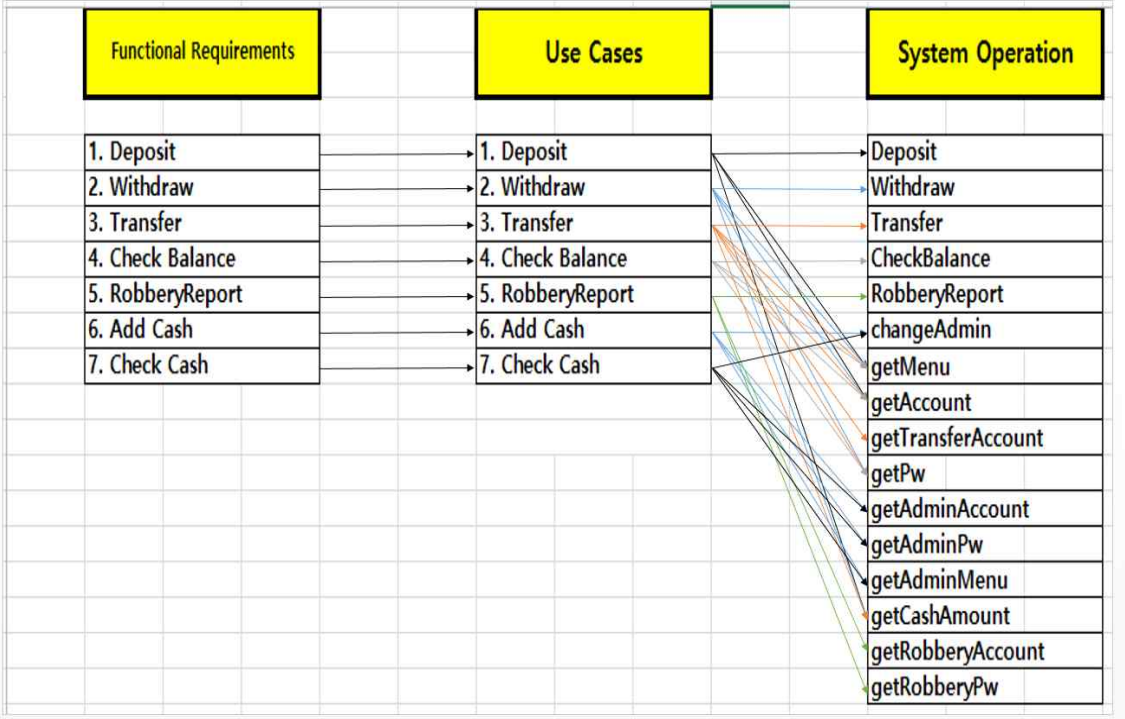 Functional Requirements
Use Cases
System Operation
1. Deposit
2. Withdraw
3. Transfer
4. Check Balance
5. RobberyReport
6. Add Cash
7. Check Cash
1. Deposit
2. Withdraw
3. Transfer
4. Check Balance
5. RobberyReport
6. Add Cash
7. Check Cash
Deposit
Withdraw
Transfer
CheckBalance
RobberyReport
changeAdmin
getMenu
getAccount
getTransferAccount
getPw
getAdminAccount
getAdminPw
getAdminMenu
getCashAmount
getRobberyAccount
getRobberyPw